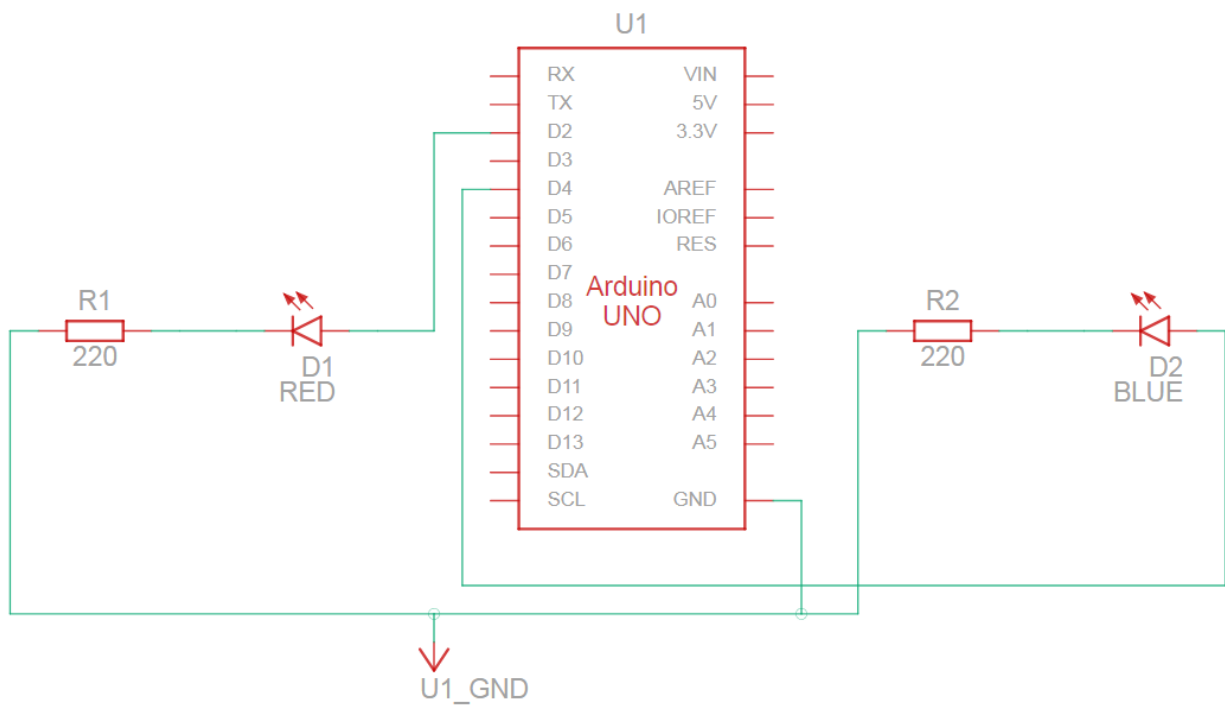 U1
RX
VIN
TX
5V
D2
3.3V
D3
D4
AREF
D5
IOREF
D6
RES
D7
Arduino
UNO
D8
A0
D9
A1
D10
A2
D11
A3
D12
A4
D13
A5
SDA
SCL
GND
R1
220
D1
RED
R2
220
D2
BLUE
U1_GND